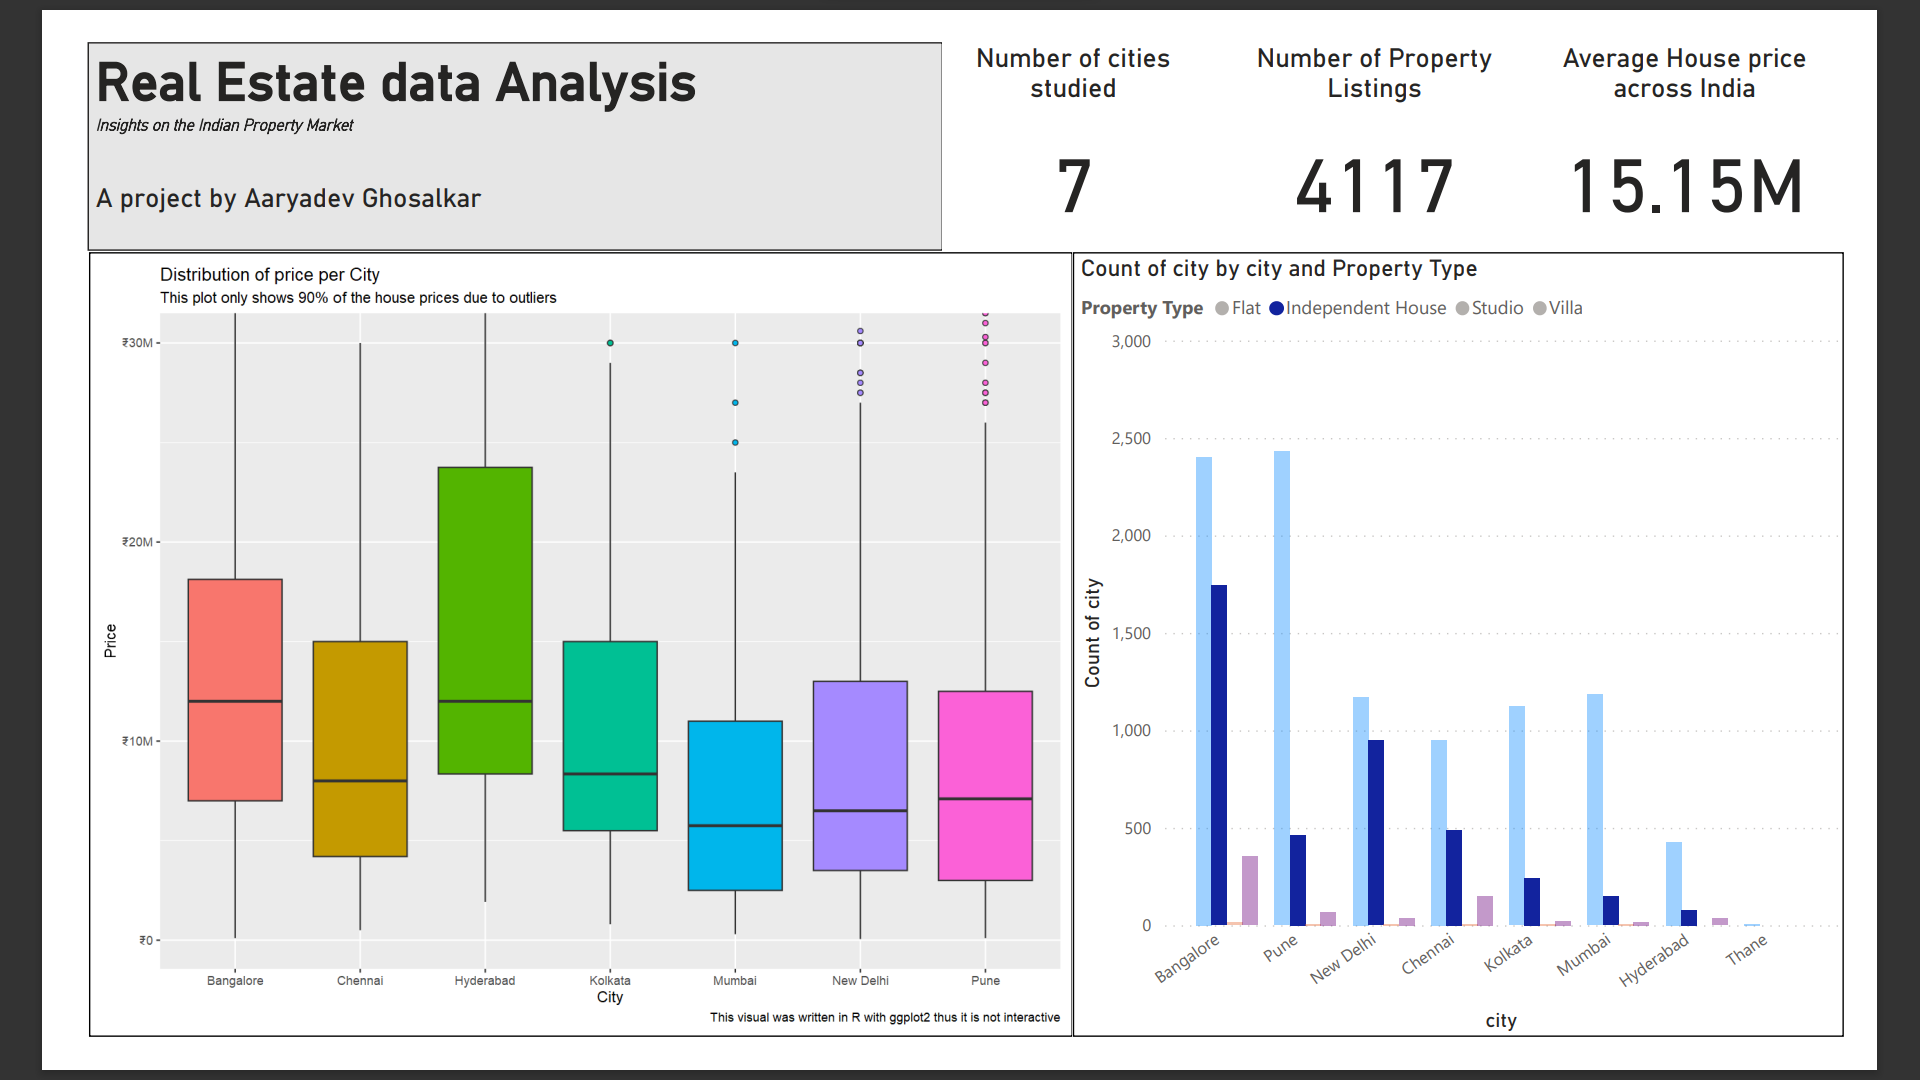 Real Estate data Analysis
Insights on the Indian Property Market
A project by Aaryadev Ghosalkar
Number of cities
studied
7
Number of Property
Listings
4117
Average House price
across India
15.15M
Distribution of price per City
This plot only shows 90% of the house prices due to outliers
₹30M
₹20M
₹10M
₹0
Price
Bangalore Chennai Hyderabad Kolkata Mumbai New Delhi Pune
City
This visual was written in R with ggplot2 thus it is not interactive
Count of city by city and Property Type
Property Type Flat Independent House Studio Villa
3,000
2,500
2,000
1,500
1,000
500
0
Count of city
Bangalore Pune New Delhi Chennai Kolkata Mumbai Hyderabad Thane
city